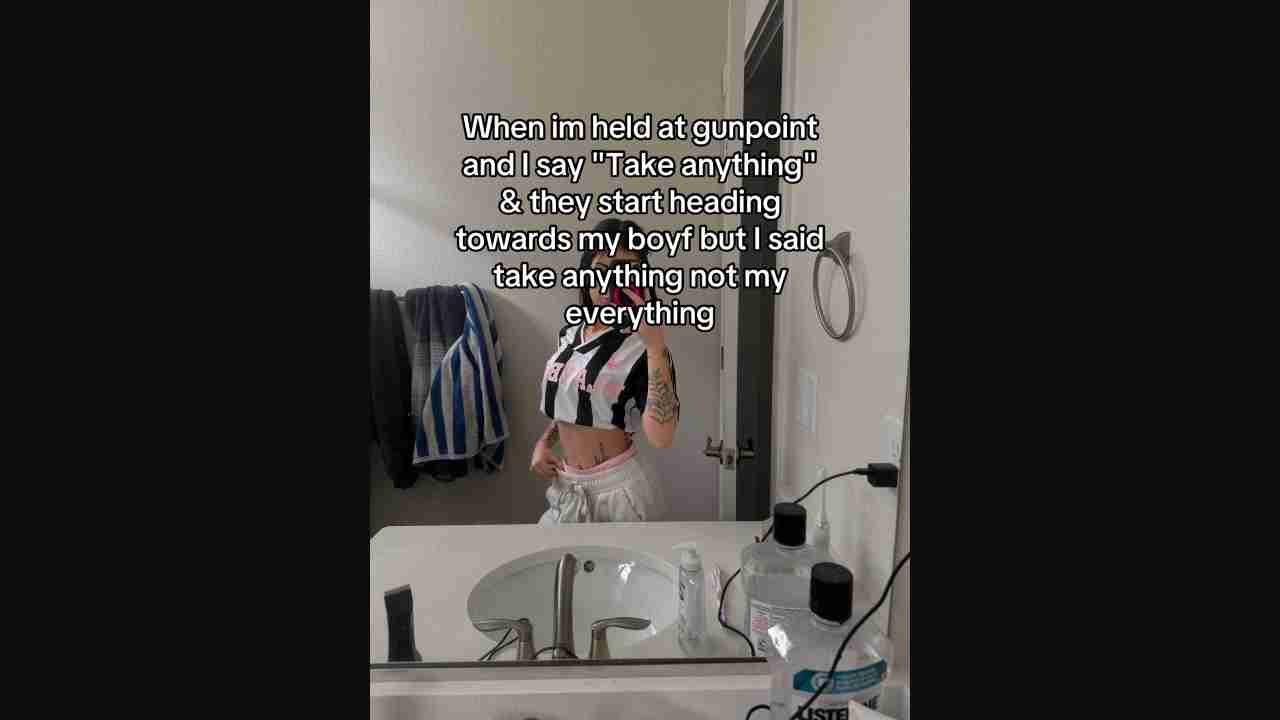 When im held at gunpoint
and I say "Take anything"
& they start heading
towards my boyf but I said
take anything not my
everything